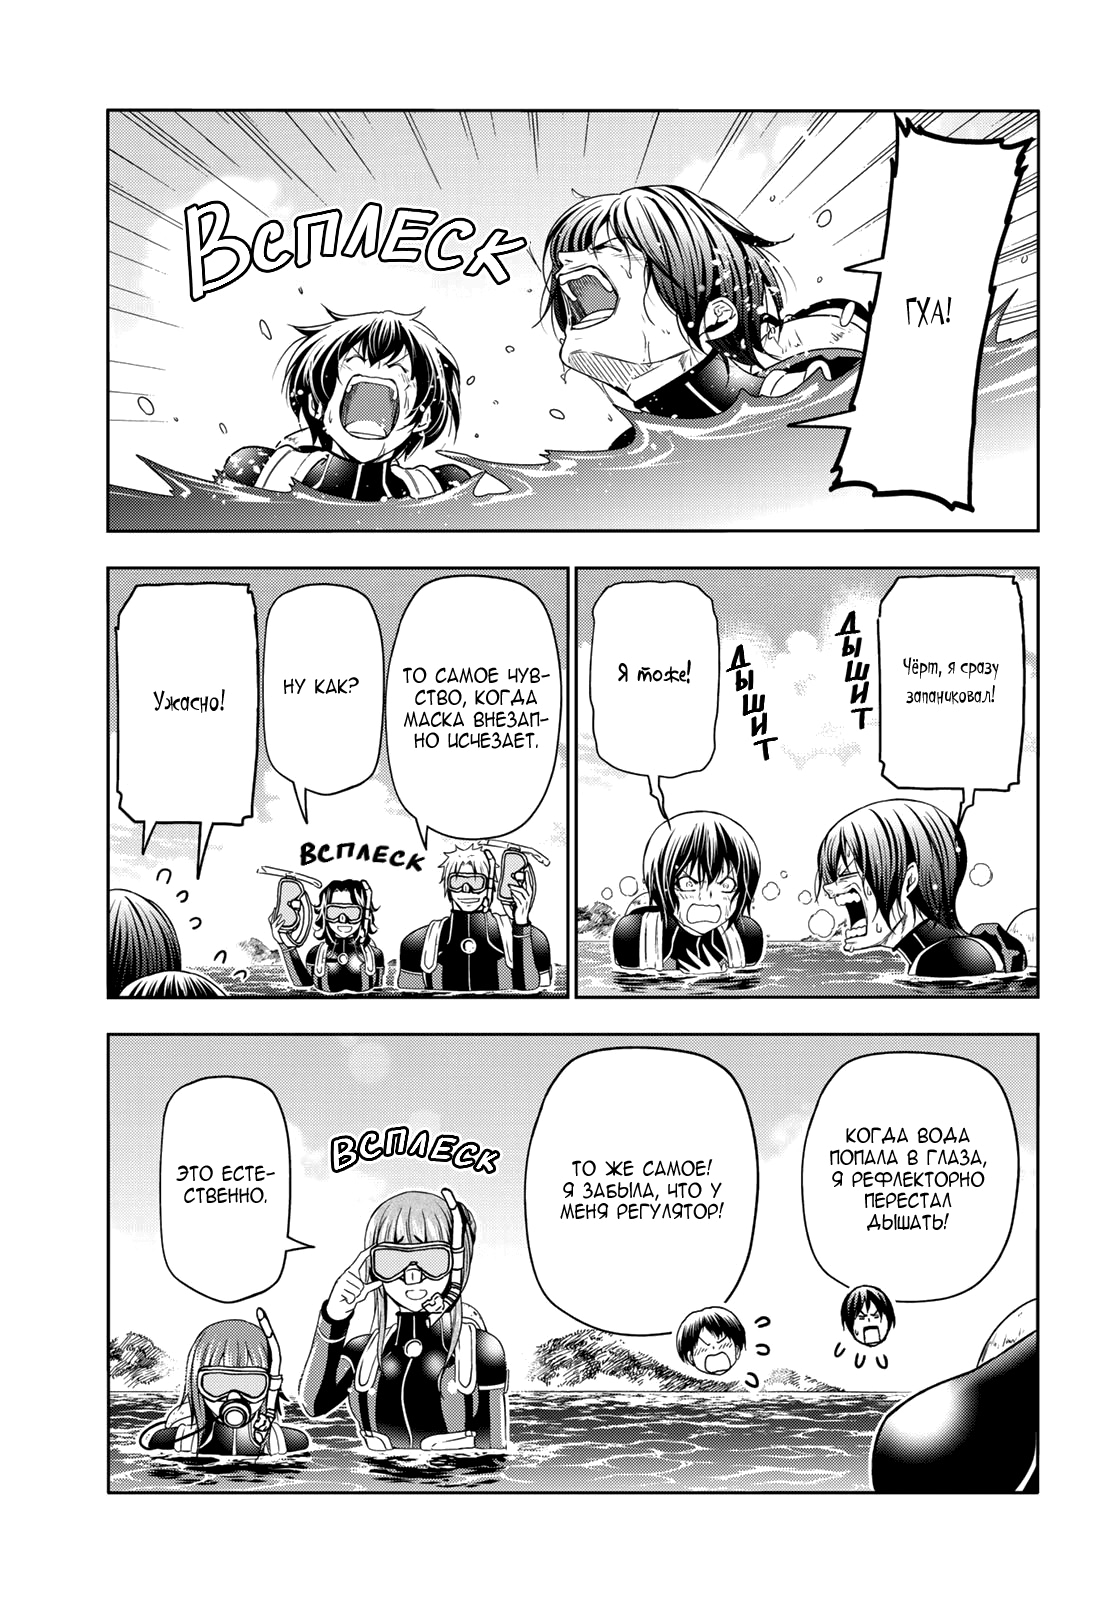 ГХА!
ВСПЛЕСК
ЧЁРТ, Я СРАЗУ
ЗАПАНИКОВАЛ!
ДЫШИТ
ДЫШИТ
Я ТОЖЕ!
ТО САМОЕ ЧУВ-
СТВО, КОГДА
МАСКА ВНЕЗАП-
НО ИСЧЕЗАЕТ.
НУ КАК?
УЖАСНО!
ВСПЛЕСК
КОГДА ВОДА
ПОПАЛА В ГЛАЗА,
Я РЕФЛЕКТОРНО
ПЕРЕСТАЛ
ДЫШАТЬ!
ТО ЖЕ САМОЕ!
Я ЗАБЫЛА, ЧТО У
МЕНЯ РЕГУЛЯТОР!
ВСПЛЕСК
ЭТО ЕСТЕ-
СТВЕННО.